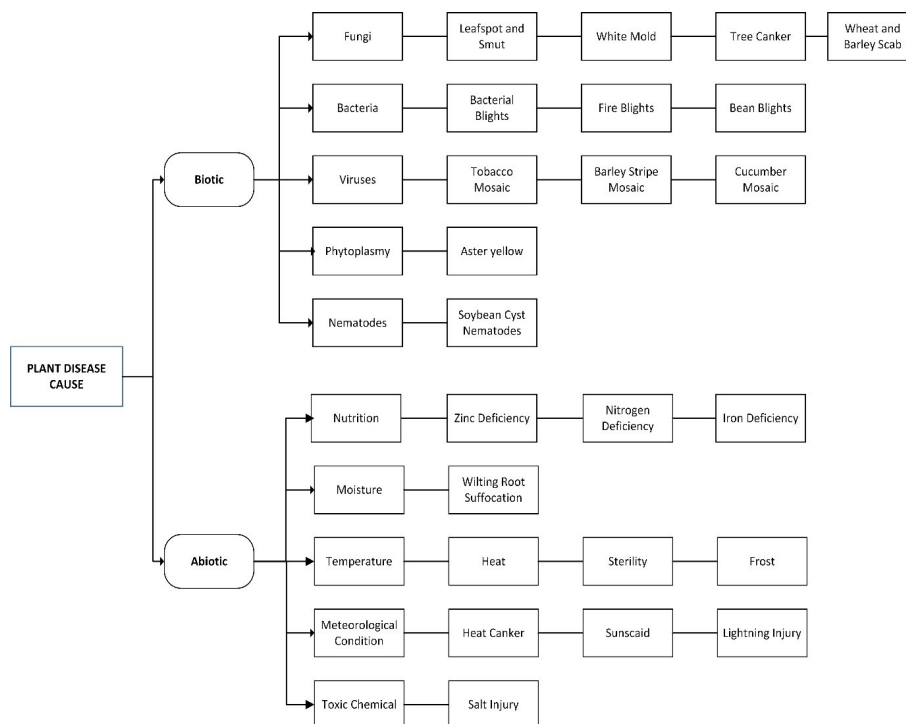 Fungi
Leafspot and
Smut
White Mold
Tree Canker
Wheat and
Barley Scab
Bacteria
Bacterial
Blights
Fire Blights
Bean Blights
Biotic
Viruses
Tobacco
Mosaic
Barley Stripe
Mosaic
Cucumber
Mosaic
Phytoplasmy
Aster yellow
Nematodes
Soybean Cyst
Nematodes
PLANT DISEASE
CAUSE
Nutrition
Zinc Deficiency
Nitrogen
Deficiency
Iron Deficiency
Moisture
Wilting Root
Suffocation
Abiotic
Temperature
Heat
Sterility
Frost
Meteorological
Condition
Heat Canker
Sunscaid
Lightning Injury
Toxic Chemical
Salt Injury